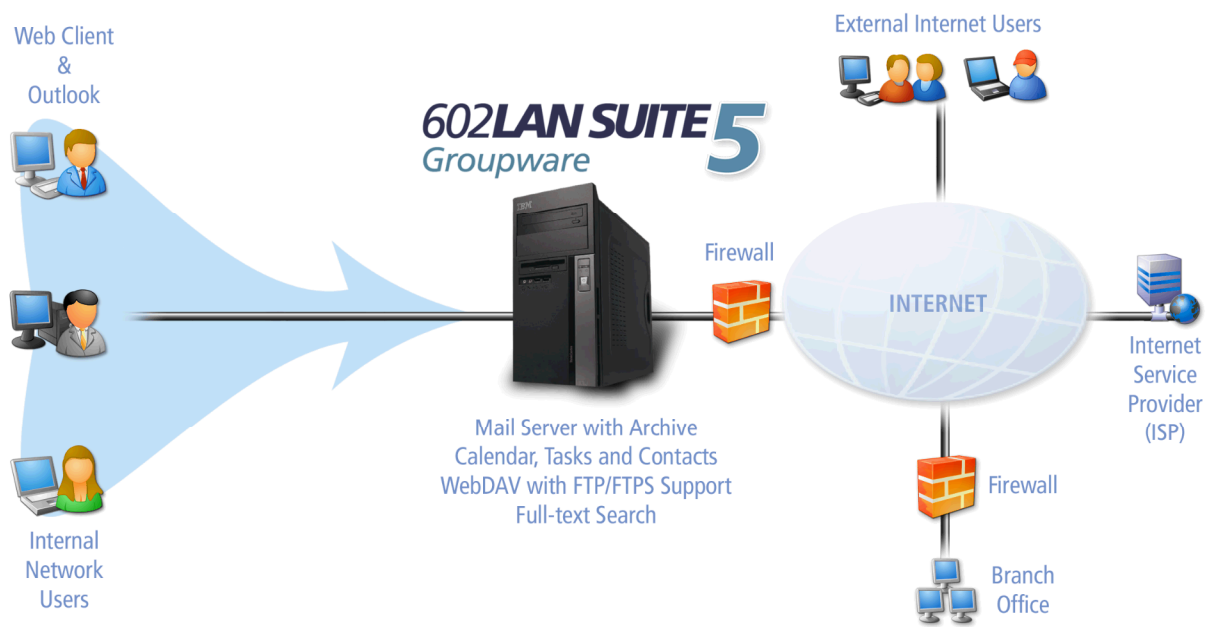 Web Client
&
Outlook
External Internet Users
602LAN SUITE 5
Groupware
IBM
Firewall
INTERNET
Internet
Service
Provider
(ISP)
Mail Server with Archive
Calendar, Tasks and Contacts
WebDAV with FTP/FTPS Support
Full-text Search
Firewall
Internal
Network
Users
Branch
Office